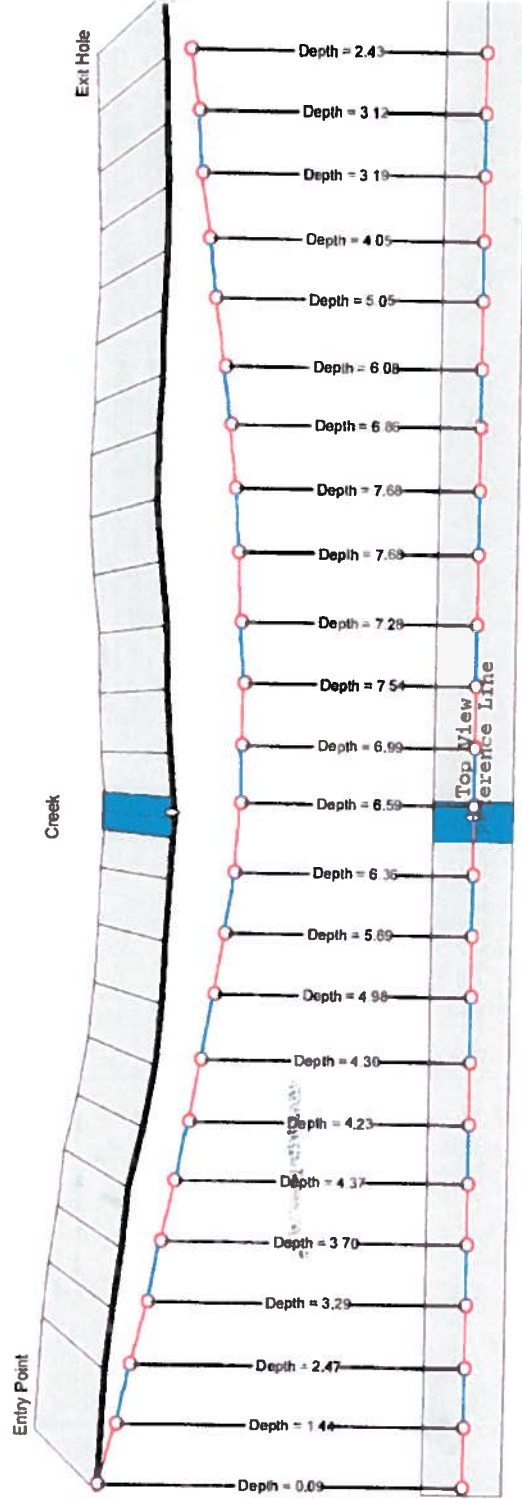 Exit Hole
Depth = 2.43
Depth = 3.12
Depth = 3.19
Depth = 4.05
Depth = 5.05
Depth = 6.08
Depth = 6.86
Depth = 7.68
Depth = 7.68
Depth = 7.28
Depth = 7.54
Top View
erence Line
Depth = 6.99
Creek
Depth = 6.59
Depth = 6.36
Depth = 5.89
Depth = 4.98
Depth = 4.30
Depth = 4.23
Depth = 4.37
Depth = 3.70
Depth = 3.29
Entry Point
Depth = 2.47
Depth = 1.44
Depth = 0.09